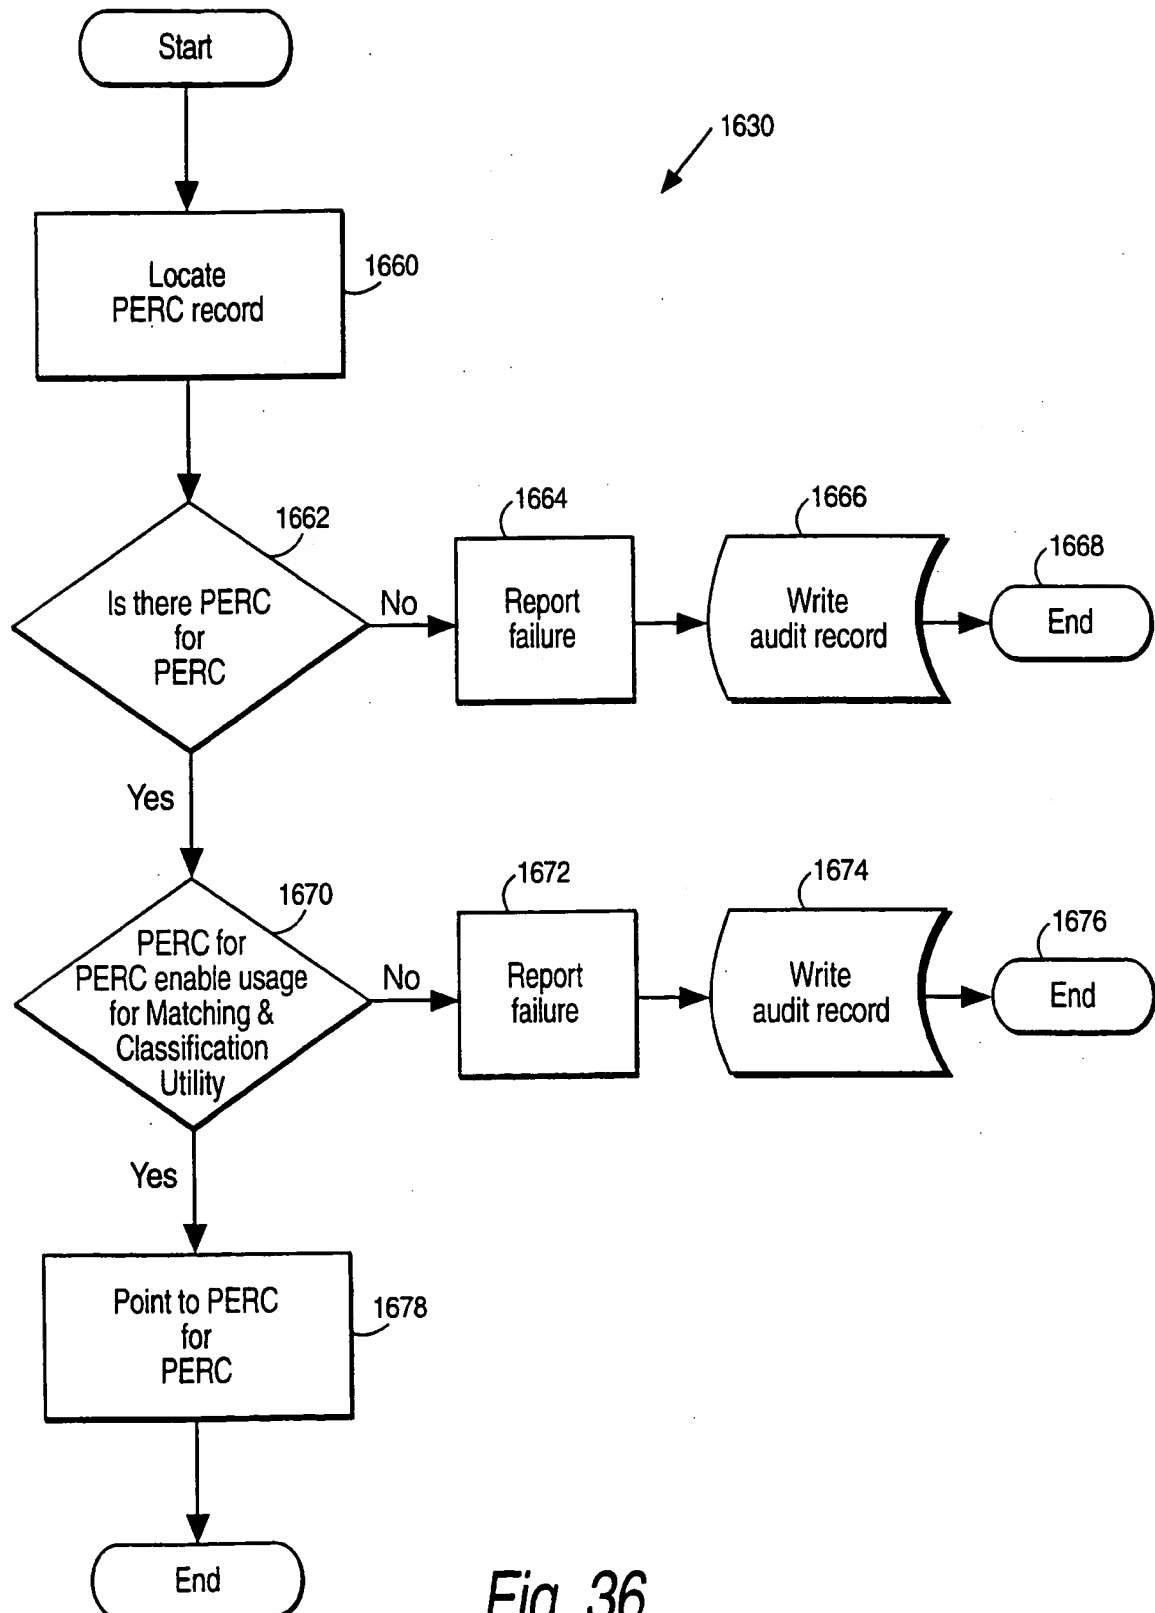 Start
1630
Locate
PERC record
1660
1662
Is there PERC
for
PERC
No
1664
Report
failure
1666
Write
audit record
1668
End
Yes
1670
PERC for
PERC enable usage
for Matching &
Classification
Utility
No
1672
Report
failure
1674
Write
audit record
1676
End
Yes
Point to PERC
for
PERC
1678
End
Fig. 36